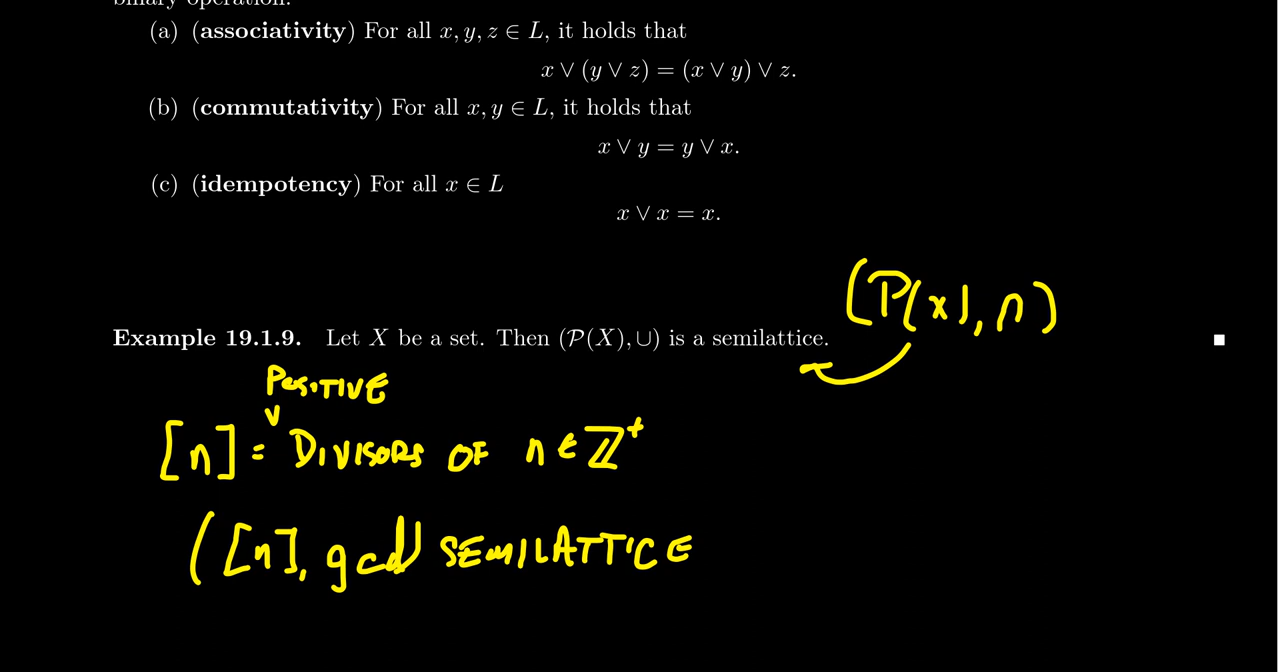 binary operation.
(a) (associativity) For all x, y, z ∈ L, it holds that
x ∨ (y ∨ z) = (x ∨ y) ∨ z.
(b) (commutativity) For all x, y ∈ L, it holds that
x ∨ y = y ∨ x.
(c) (idempotency) For all x ∈ L
x ∨ x = x.
(P(x), ∩)
Example 19.1.9. Let X be a set. Then (𝒫(X), ∪) is a semilattice.
POSITIVE
[n] = DIVISORS OF n ∈ ℤ⁺
([n], gcd) SEMILATTICE